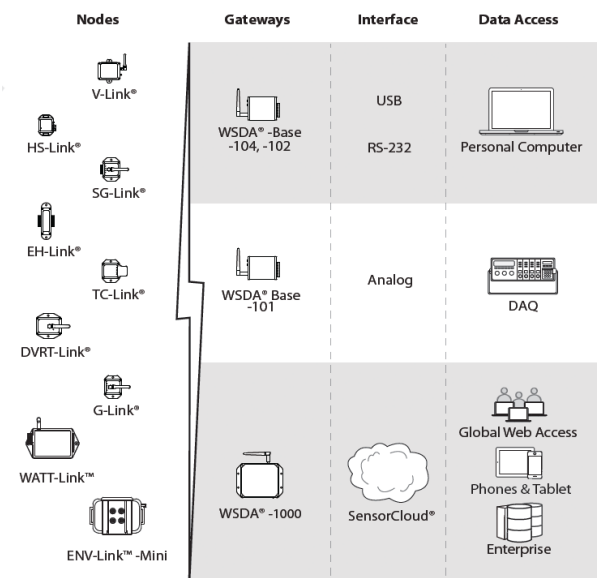 Nodes
Gateways
Interface
Data Access
V-Link®
HS-Link®
SG-Link®
EH-Link®
TC-Link®
DVRT-Link®
G-Link®
WATT-Link™
ENV-Link™ -Mini
WSDA® -Base
-104, -102
USB
RS-232
Personal Computer
WSDA® Base
-101
Analog
DAQ
WSDA® -1000
SensorCloud®
Global Web Access
Phones & Tablet
Enterprise